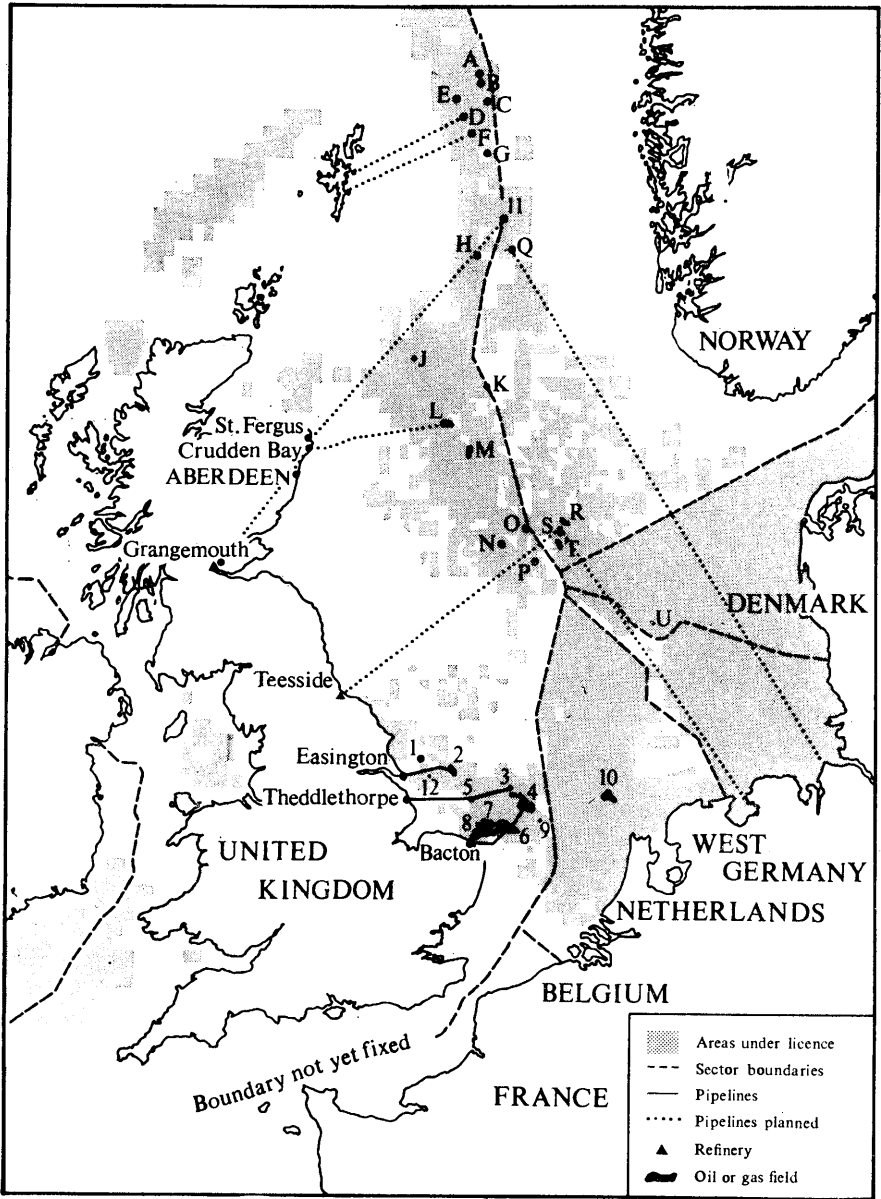 A
B
E
C
D
F
G
11
H
Q
NORWAY
J
K
L
St. Fergus
Crudden Bay
M
ABERDEEN
R
O
S
N
T
Grangemouth
P
DENMARK
U
Teesside
1
Easington
2
12
3
10
Theddlethorpe
5
4
7
8
9
6
Bacton
UNITED
KINGDOM
WEST
GERMANY
NETHERLANDS
BELGIUM
Boundary not yet fixed
FRANCE
Areas under licence
Sector boundaries
Pipelines
Pipelines planned
Refinery
Oil or gas field